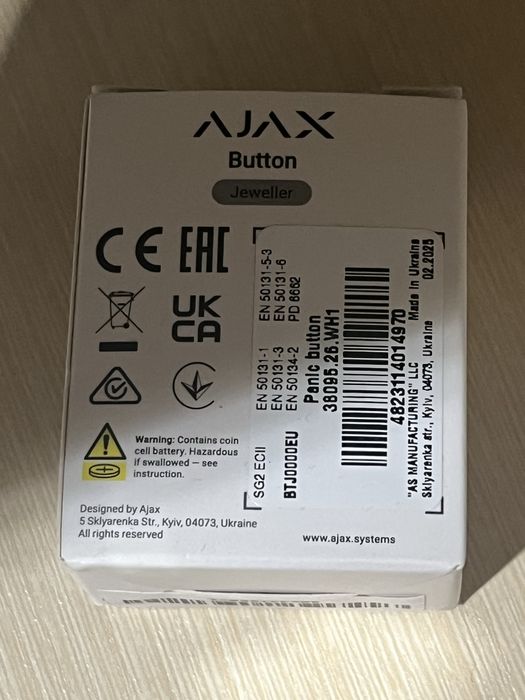 AJAX
Button
Jeweller
CE EAC
UK
CA
Warning: Contains coin
cell battery. Hazardous
if swallowed – see
instruction.
SG2 ECII
EN 50131-1 EN 50131-5-3
EN 50131-3 EN 50131-6
EN 50134-2 PD 6662
BTJ0000EU
Panic button
38095.26.WH1
4823114014970
"AS MANUFACTURING" LLC Made in Ukraine
Sklyarenka str., Kyiv, 04073, Ukraine 02.2025
Designed by Ajax
5 Sklyarenka Str., Kyiv, 04073, Ukraine
All rights reserved
www.ajax.systems